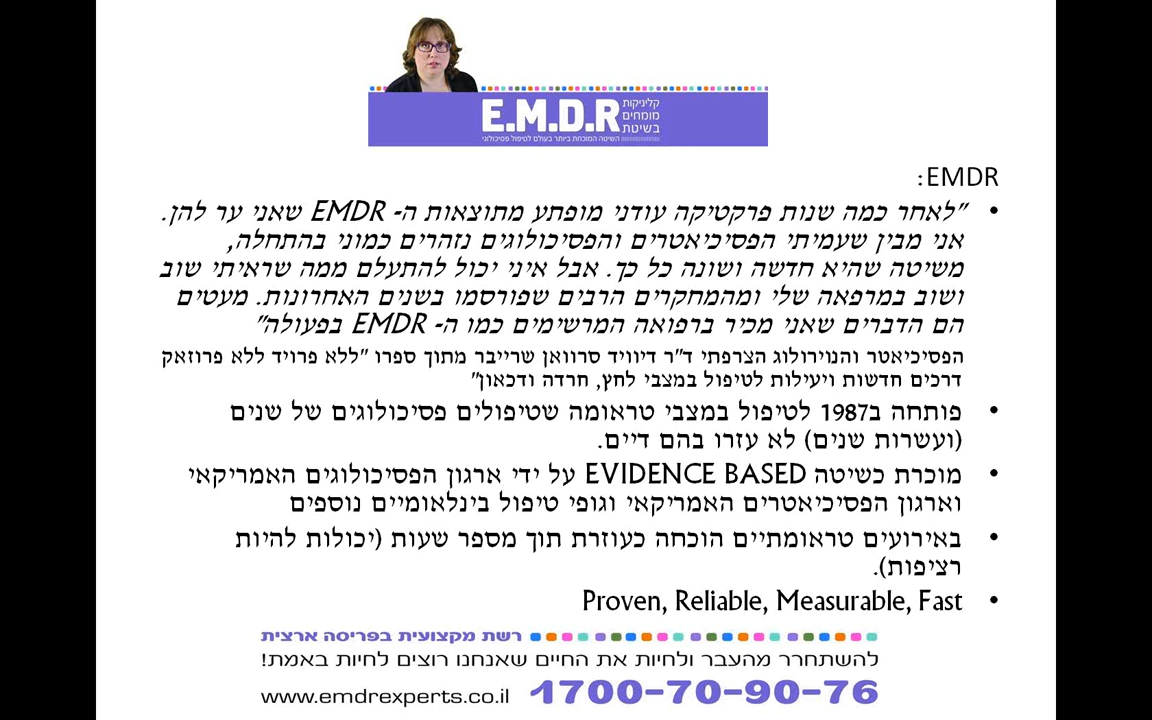 E.M.D.R
קליניקות
מומחים
בשיטת
השיטה המוכחת ביותר בעולם לטיפול פסיכולוגי
EMDR:
• "לאחר כמה שנות פרקטיקה עודני מופתע מתוצאות ה- EMDR שאני ער להן.
אני מבין שעמיתי הפסיכיאטרים והפסיכולוגים נזהרים כמוני בהתחלה,
משיטה שהיא חדשה ושונה כל כך. אבל איני יכול להתעלם ממה שראיתי שוב
ושוב במרפאה שלי ומהמחקרים הרבים שפורסמו בשנים האחרונות. מעטים
הם הדברים שאני מכיר ברפואה המרשימים כמו ה- EMDR בפעולה"
הפסיכיאטר והנוירולוג הצרפתי ד"ר דיוויד סרוואן שרייבר מתוך ספרו "ללא פרויד ללא פרוזאק
דרכים חדשות ויעילות לטיפול במצבי לחץ, חרדה ודכאון"
• פותחה ב1987 לטיפול במצבי טראומה שטיפולים פסיכולוגים של שנים
(ועשרות שנים) לא עזרו בהם דיים.
• מוכרת כשיטה EVIDENCE BASED על ידי ארגון הפסיכולוגים האמריקאי
וארגון הפסיכיאטרים האמריקאי וגופי טיפול בינלאומיים נוספים
• באירועים טראומתיים הוכחה כעוזרת תוך מספר שעות (יכולות להיות
רציפות).
• Proven, Reliable, Measurable, Fast
רשת מקצועית בפריסה ארצית
להשתחרר מהעבר ולחיות את החיים שאנחנו רוצים לחיות באמת!
1700-70-90-76 www.emdrexperts.co.il